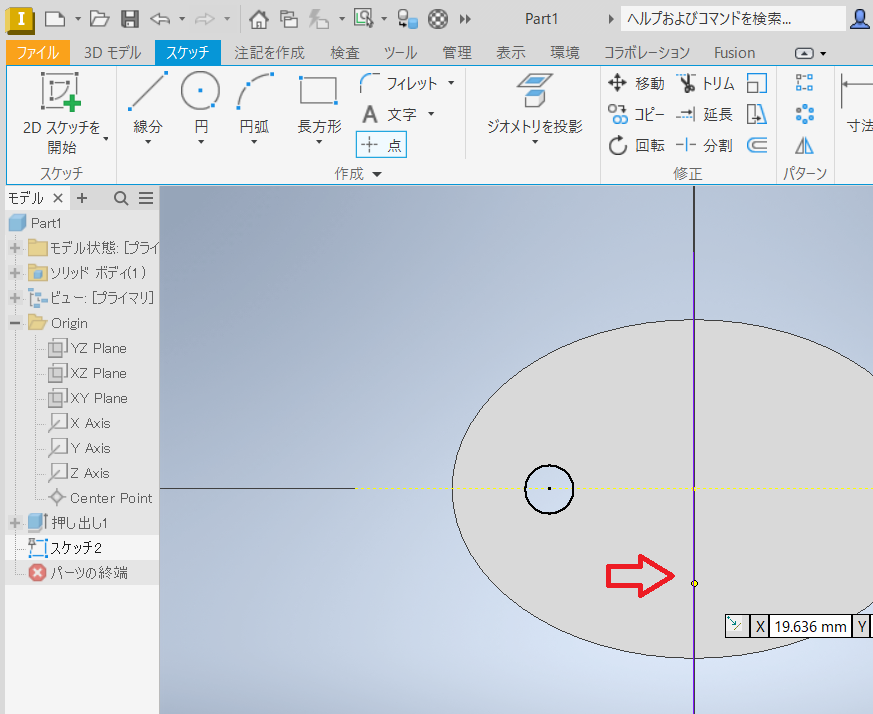 I Part1 ヘルプおよびコマンドを検索...
ファイル 3D モデル スケッチ 注記を作成 検査 ツール 管理 表示 環境 コラボレーション Fusion
2D スケッチを
開始
線分 円 円弧 長方形
フィレット
A 文字
点
ジオメトリを投影
移動 トリム
コピー 延長
回転 分割
寸法
スケッチ 作成 修正 パターン
モデル
Part1
モデル状態: [プライ
ソリッド ボディ(1)
ビュー: [プライマリ]
Origin
YZ Plane
XZ Plane
XY Plane
X Axis
Y Axis
Z Axis
Center Point
押し出し1
スケッチ2
パーツの終端
X 19.636 mm Y